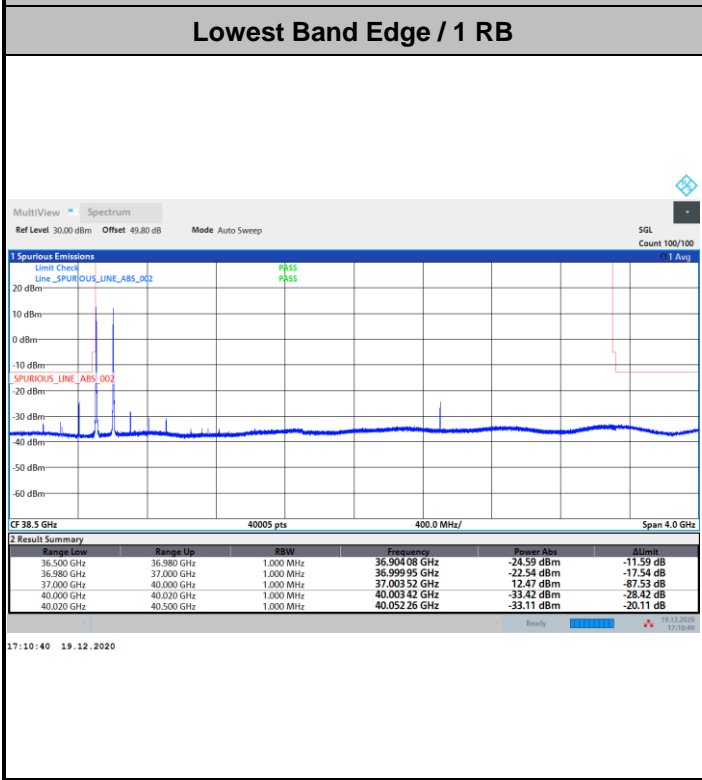 Lowest Band Edge / 1 RB
MultiView Spectrum
Ref Level 30.00 dBm Offset 49.80 dB Mode Auto Sweep SGL
Count 100/100
1 Spurious Emissions 1 Avg
Limit Check PASS
Line _SPURIOUS_LINE_ABS_002 PASS
20 dBm
10 dBm
0 dBm
-10 dBm
_SPURIOUS_LINE_ABS_002
-20 dBm
-30 dBm
-40 dBm
-50 dBm
-60 dBm
CF 38.5 GHz 40005 pts 400.0 MHz/ Span 4.0 GHz
2 Result Summary
Range Low Range Up RBW Frequency Power Abs ΔLimit
36.500 GHz 36.980 GHz 1.000 MHz 36.904 08 GHz -24.59 dBm -11.59 dB
36.980 GHz 37.000 GHz 1.000 MHz 36.999 95 GHz -22.54 dBm -17.54 dB
37.000 GHz 40.000 GHz 1.000 MHz 37.003 52 GHz 12.47 dBm -87.53 dB
40.000 GHz 40.020 GHz 1.000 MHz 40.003 42 GHz -33.42 dBm -28.42 dB
40.020 GHz 40.500 GHz 1.000 MHz 40.052 26 GHz -33.11 dBm -20.11 dB
Ready 19.12.2020
17:10:40
17:10:40 19.12.2020